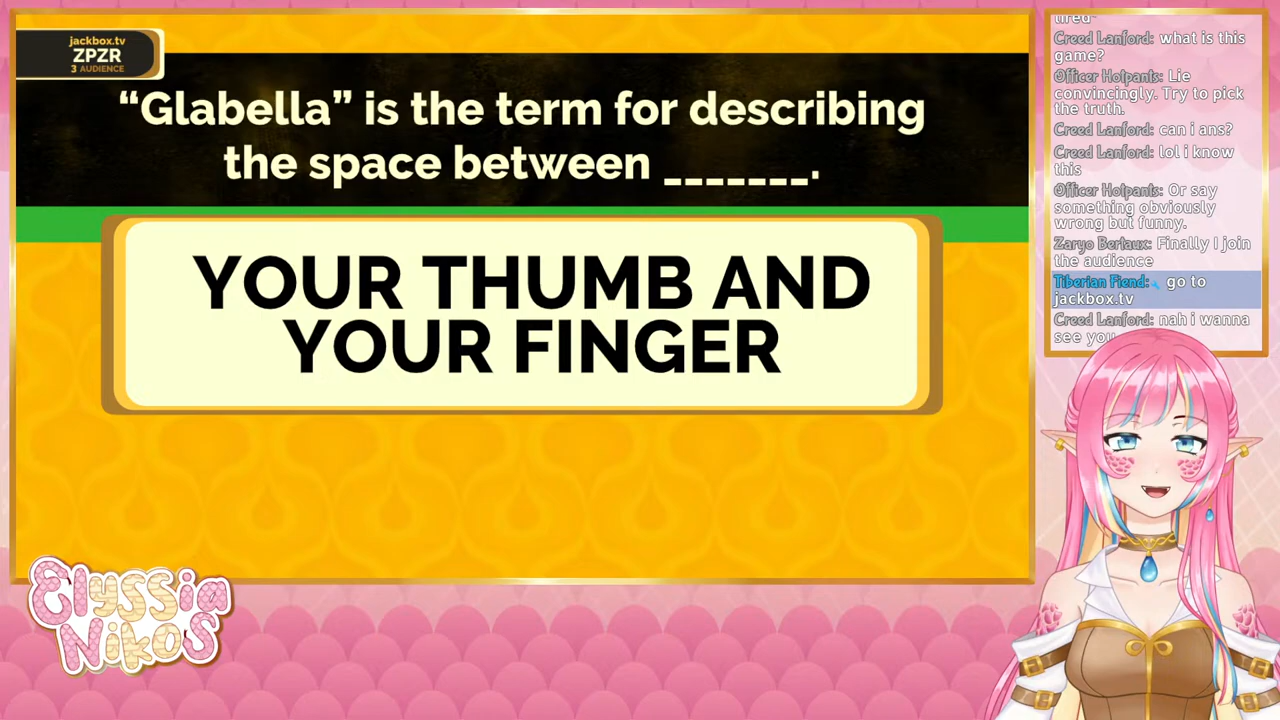 jackbox.tv
ZPZR
3 AUDIENCE
“Glabella” is the term for describing
the space between _______.
YOUR THUMB AND
YOUR FINGER
tired"
Creed Lanford: what is this
game?
Officer Hotpants: Lie
convincingly. Try to pick
the truth.
Creed Lanford: can i ans?
Creed Lanford: lol i know
this
Officer Hotpants: Or say
something obviously
wrong but funny.
Zaryo Beriaux: Finally I join
the audience
Tiberian Fiend: go to
jackbox.tv
Creed Lanford: nah i wanna
see you
Elyssia
Nikos